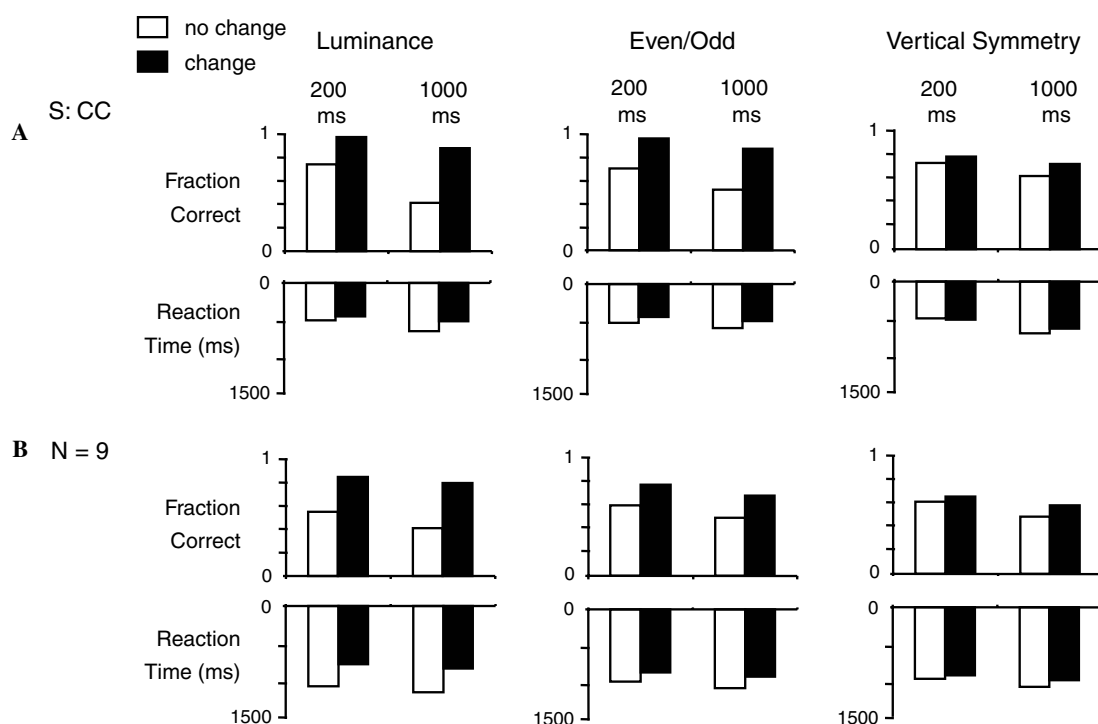 no change
change
Luminance
Even/Odd
Vertical Symmetry
200
ms
1000
ms
200
ms
1000
ms
200
ms
1000
ms
A
S: CC
Fraction
Correct
1
0
1
0
1
0
Reaction
Time (ms)
0
1500
0
1500
0
1500
B
N = 9
Fraction
Correct
1
0
1
0
1
0
Reaction
Time (ms)
0
1500
0
1500
0
1500